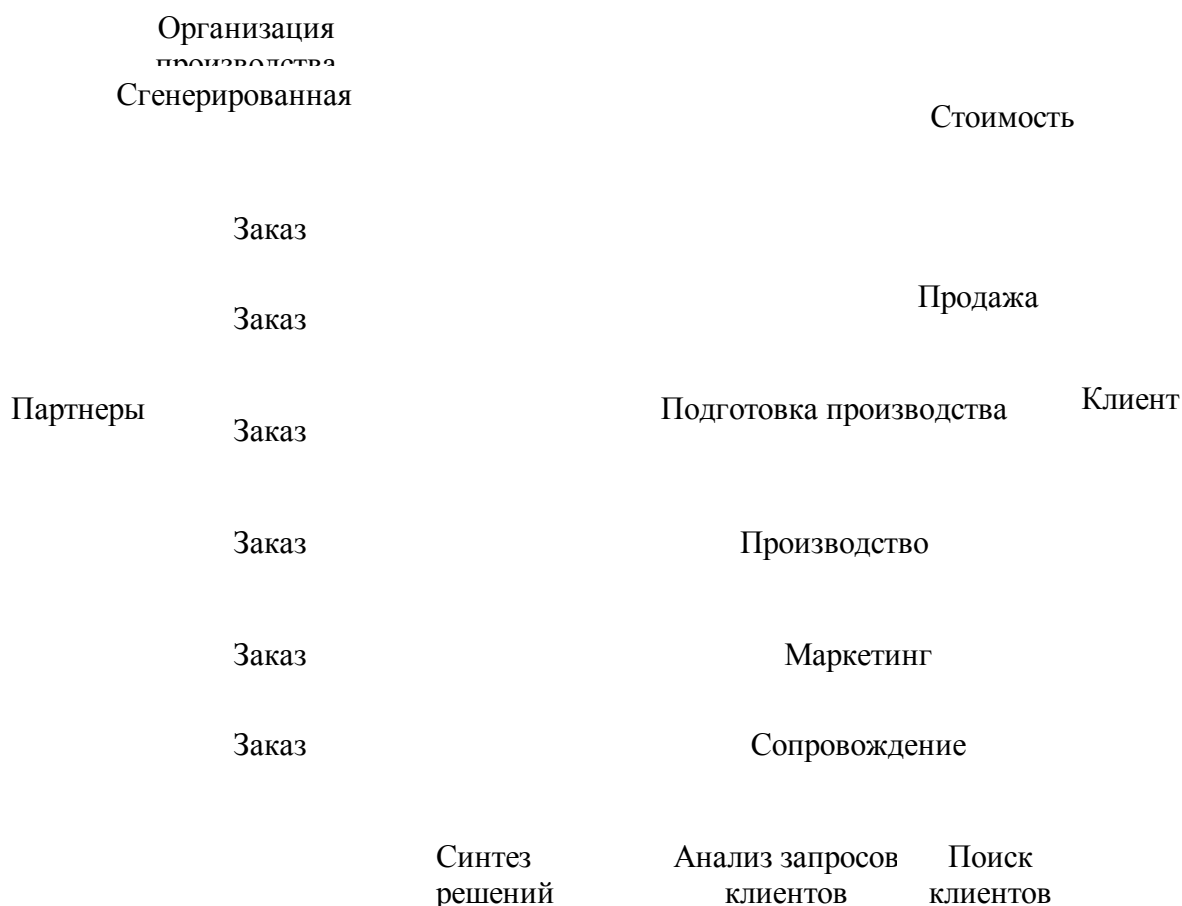 Организация
производства
Сгенерированная
Стоимость
Заказ
Продажа
Заказ
Клиент
Партнеры
Подготовка производства
Заказ
Заказ
Производство
Заказ
Маркетинг
Заказ
Сопровождение
Синтез
решений
Анализ запросов
клиентов
Поиск
клиентов